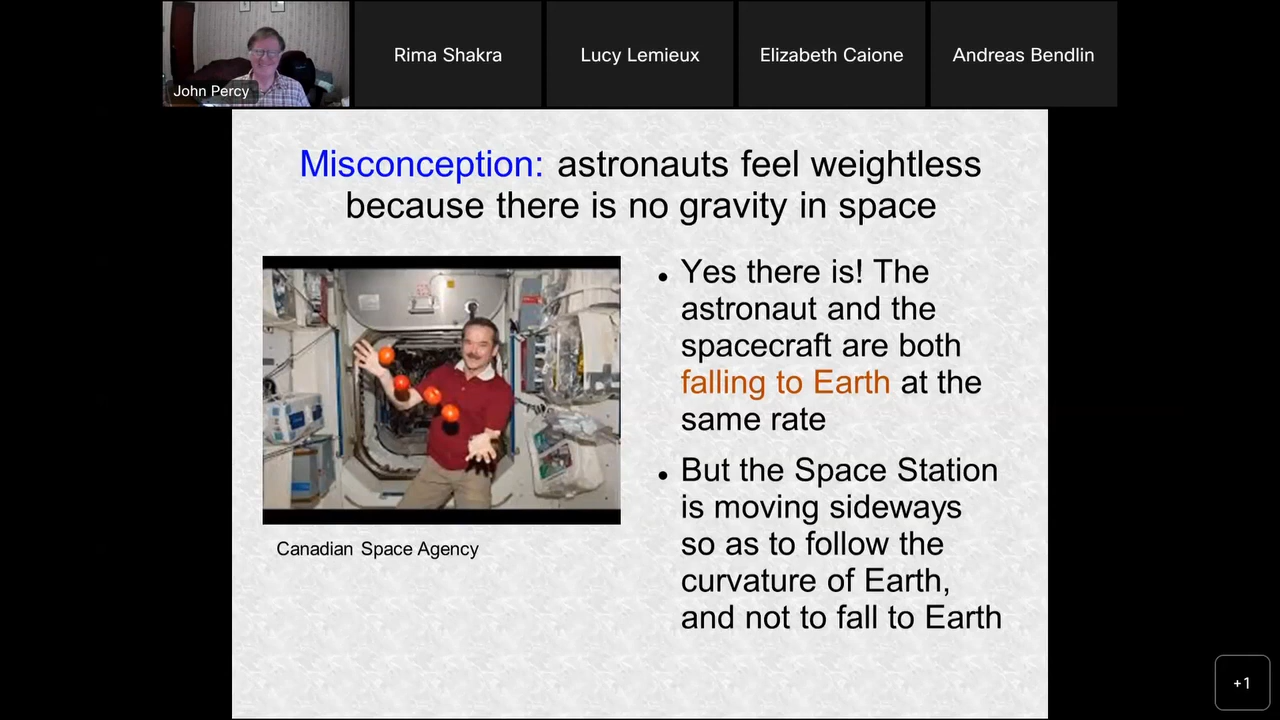 John Percy
Rima Shakra
Lucy Lemieux
Elizabeth Caione
Andreas Bendlin
Misconception: astronauts feel weightless
because there is no gravity in space
• Yes there is! The
astronaut and the
spacecraft are both
falling to Earth at the
same rate
• But the Space Station
is moving sideways
so as to follow the
curvature of Earth,
and not to fall to Earth
Canadian Space Agency
+1